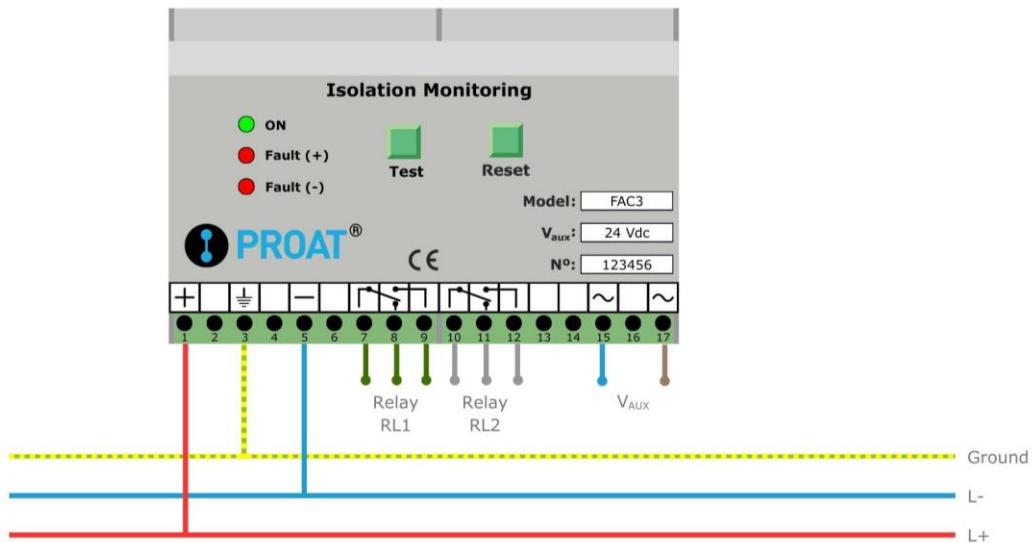 Isolation Monitoring
ON
Fault (+)
Fault (-)
Test
Reset
Model: FAC3
Vaux: 24 Vdc
Nº: 123456
PROAT®
CE
1 2 3 4 5 6 7 8 9 10 11 12 13 14 15 16 17
Relay
RL1
Relay
RL2
VAUX
Ground
L-
L+